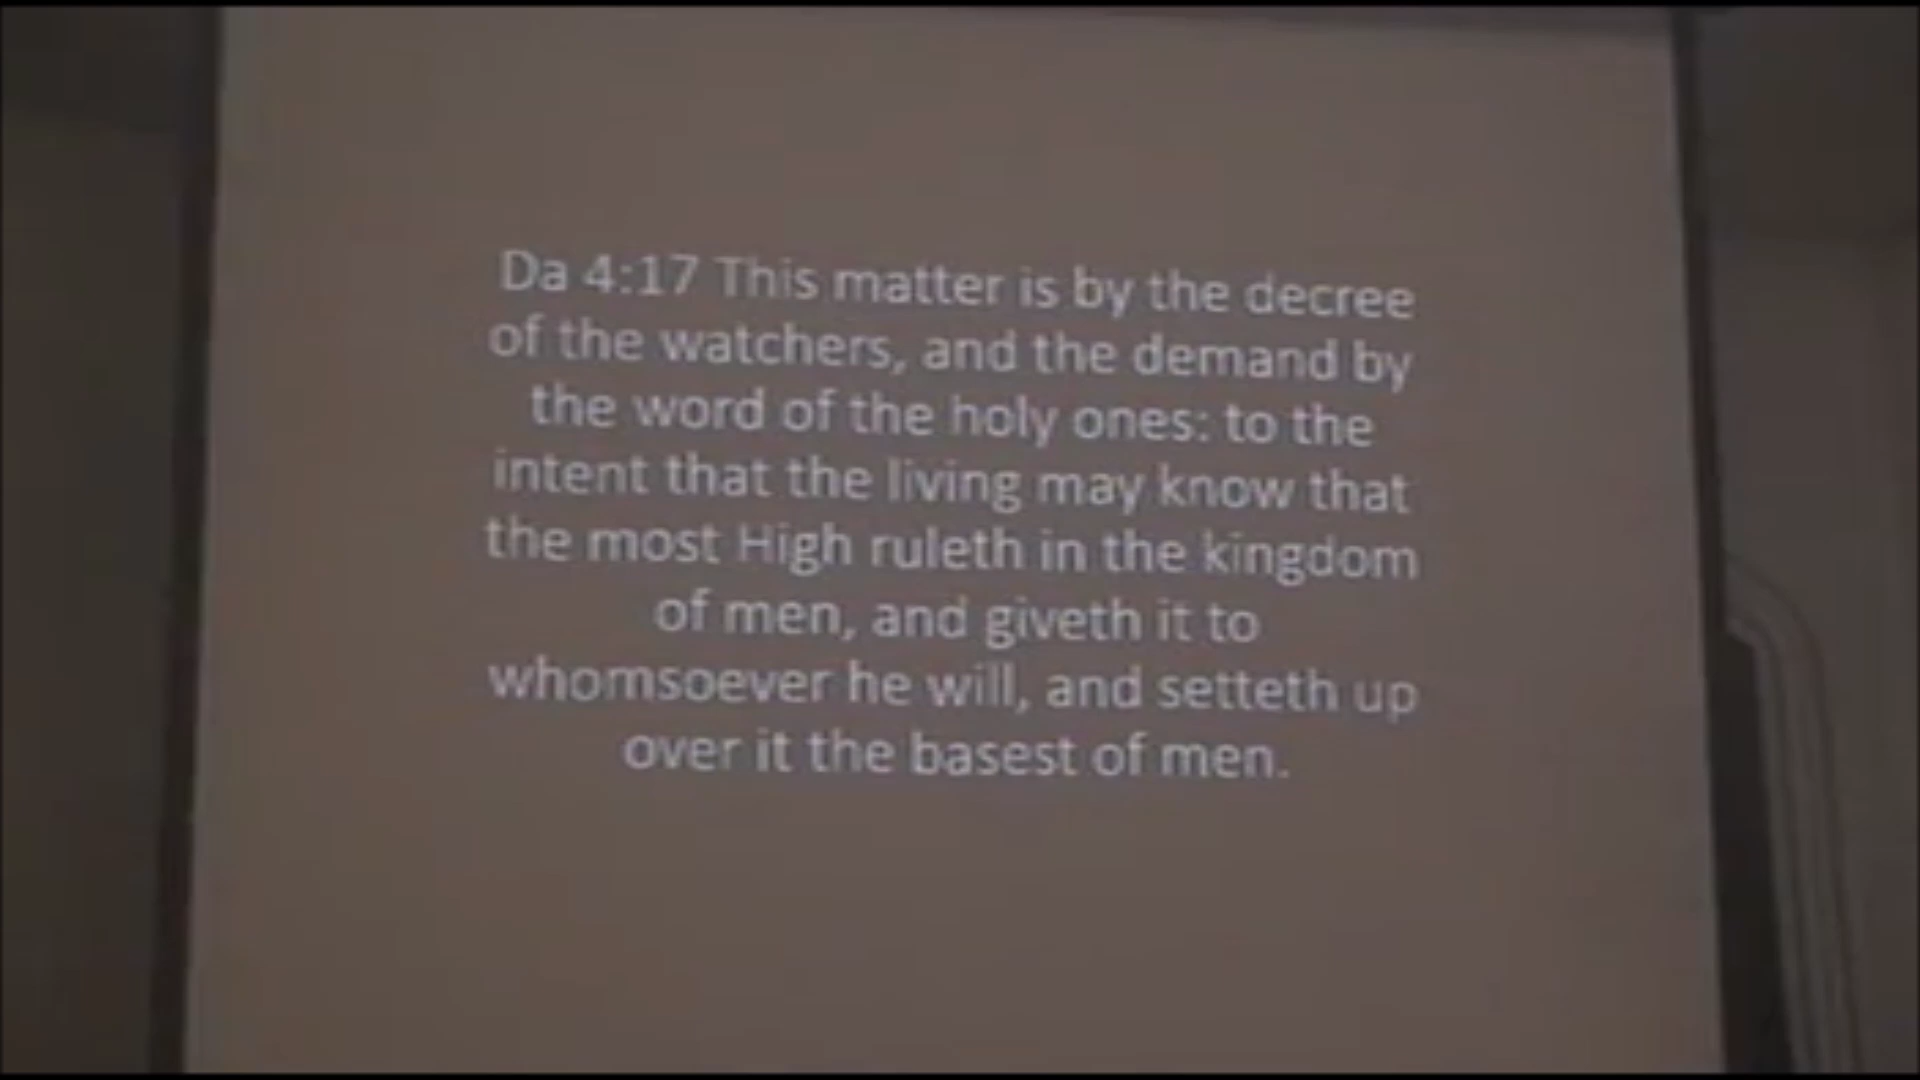 Da 4:17 This matter is by the decree
of the watchers, and the demand by
the word of the holy ones: to the
intent that the living may know that
the most High ruleth in the kingdom
of men, and giveth it to
whomsoever he will, and setteth up
over it the basest of men.